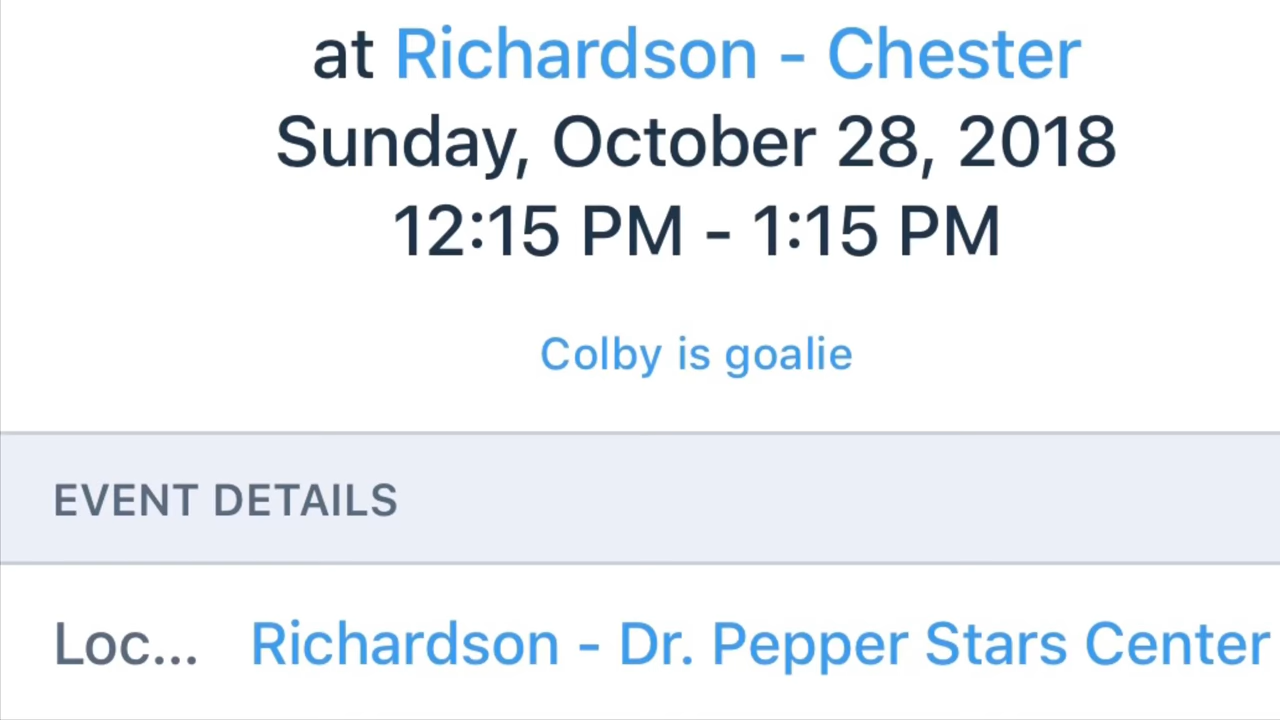 at Richardson - Chester
Sunday, October 28, 2018
12:15 PM - 1:15 PM
Colby is goalie
EVENT DETAILS
Loc... Richardson - Dr. Pepper Stars Center